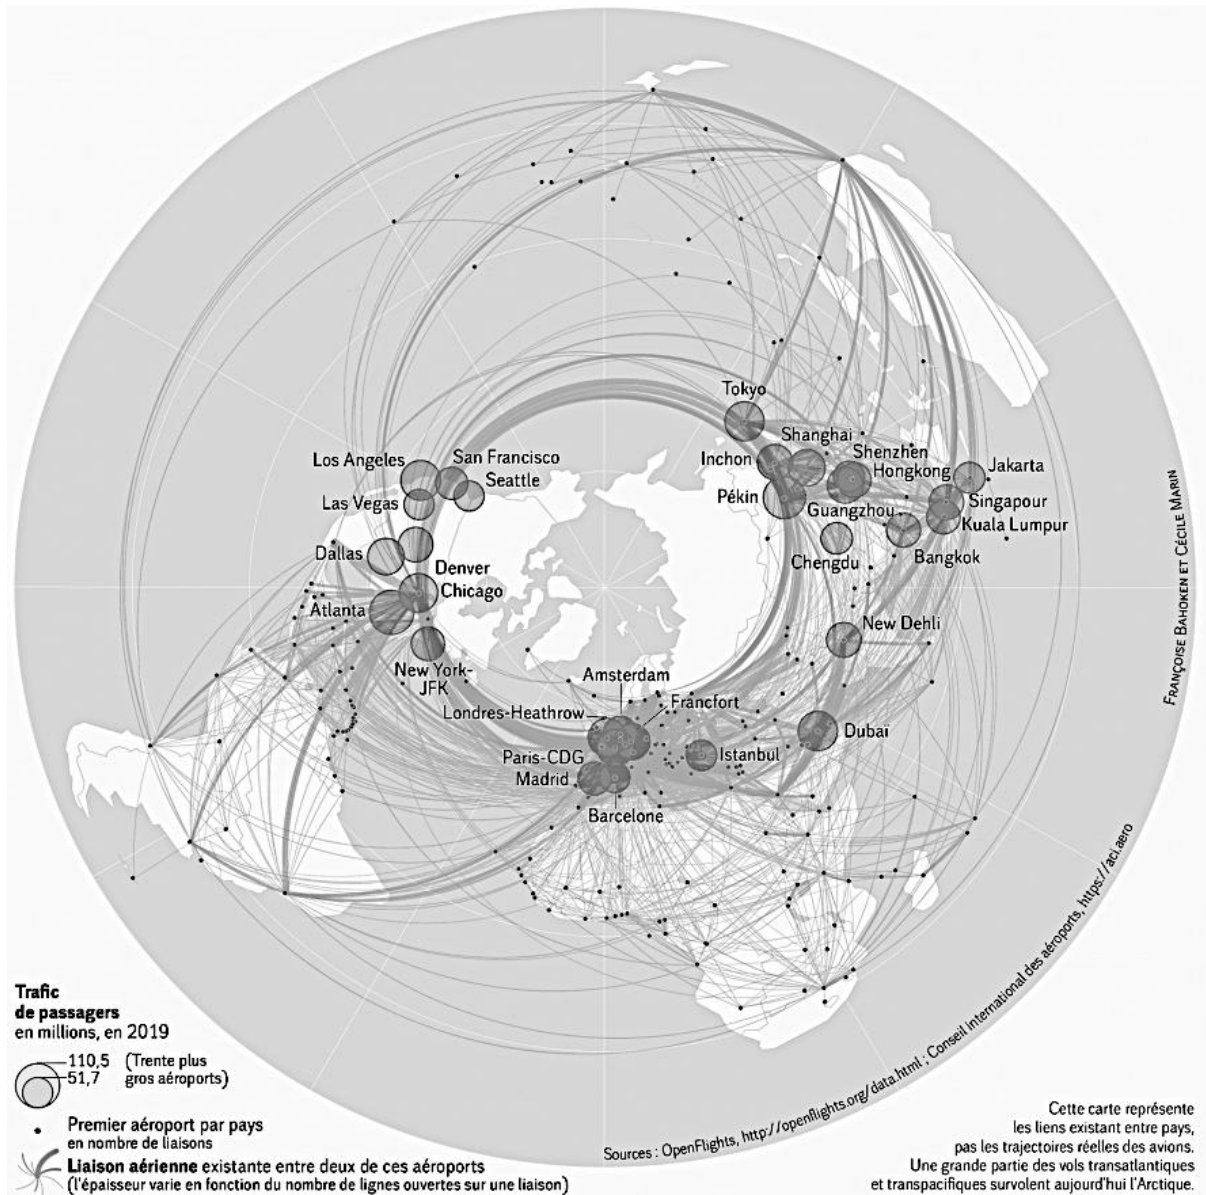 Tokyo
Shanghai
Inchon
Shenzhen
Hongkong
Jakarta
Pékin
Guangzhou
Singapour
Kuala Lumpur
Chengdu
Bangkok
Los Angeles
San Francisco
Seattle
Las Vegas
Dallas
Denver
Chicago
Atlanta
New York-
JFK
New Dehli
Amsterdam
Londres-Heathrow
Francfort
Paris-CDG
Madrid
Istanbul
Dubaï
Barcelone
FRANÇOISE BAHOKEN ET CÉCILE MARIN
Trafic
de passagers
en millions, en 2019
110,5 (Trente plus
51,7 gros aéroports)
Premier aéroport par pays
en nombre de liaisons
Liaison aérienne existante entre deux de ces aéroports
(l'épaisseur varie en fonction du nombre de lignes ouvertes sur une liaison)
Sources : OpenFlights, http://openflights.org/data.html ; Conseil international des aéroports, https://aci.aero
Cette carte représente
les liens existant entre pays,
pas les trajectoires réelles des avions.
Une grande partie des vols transatlantiques
et transpacifiques survolent aujourd'hui l'Arctique.